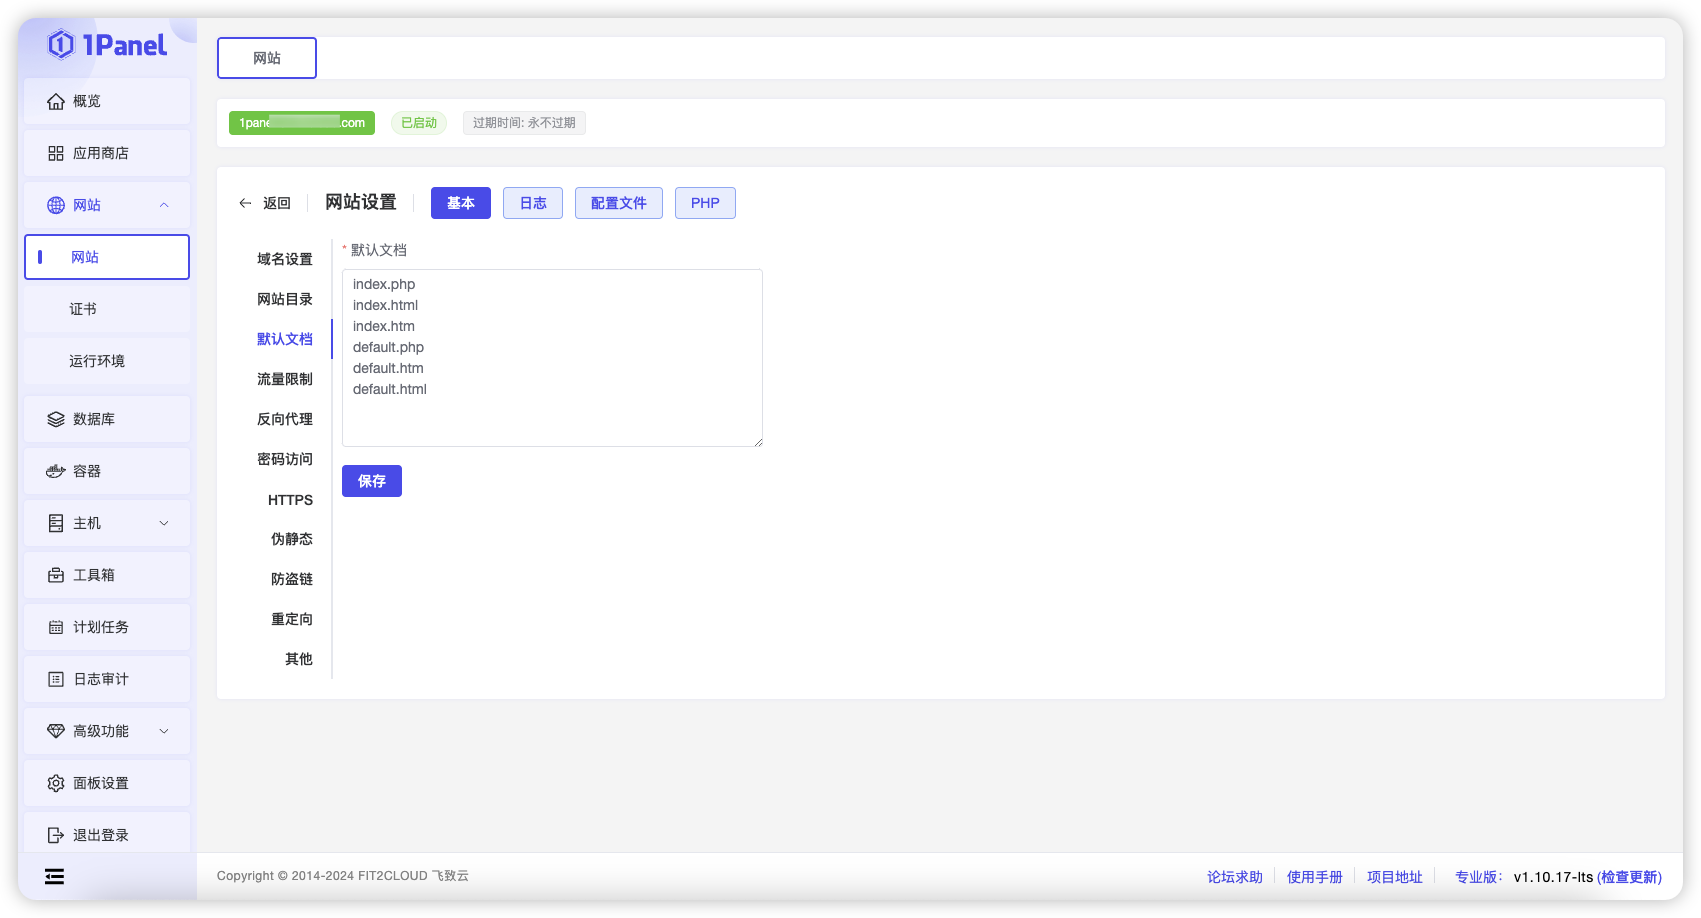 1Panel
概览
应用商店
网站
网站
证书
运行环境
数据库
容器
主机
工具箱
计划任务
日志审计
高级功能
面板设置
退出登录
网站
1pane .com 已启动 过期时间: 永不过期
返回 网站设置 基本 日志 配置文件 PHP
域名设置
网站目录
默认文档
流量限制
反向代理
密码访问
HTTPS
伪静态
防盗链
重定向
其他
* 默认文档
index.php
index.html
index.htm
default.php
default.htm
default.html
保存
Copyright © 2014-2024 FIT2CLOUD 飞致云
论坛求助 使用手册 项目地址 专业版: v1.10.17-lts (检查更新)